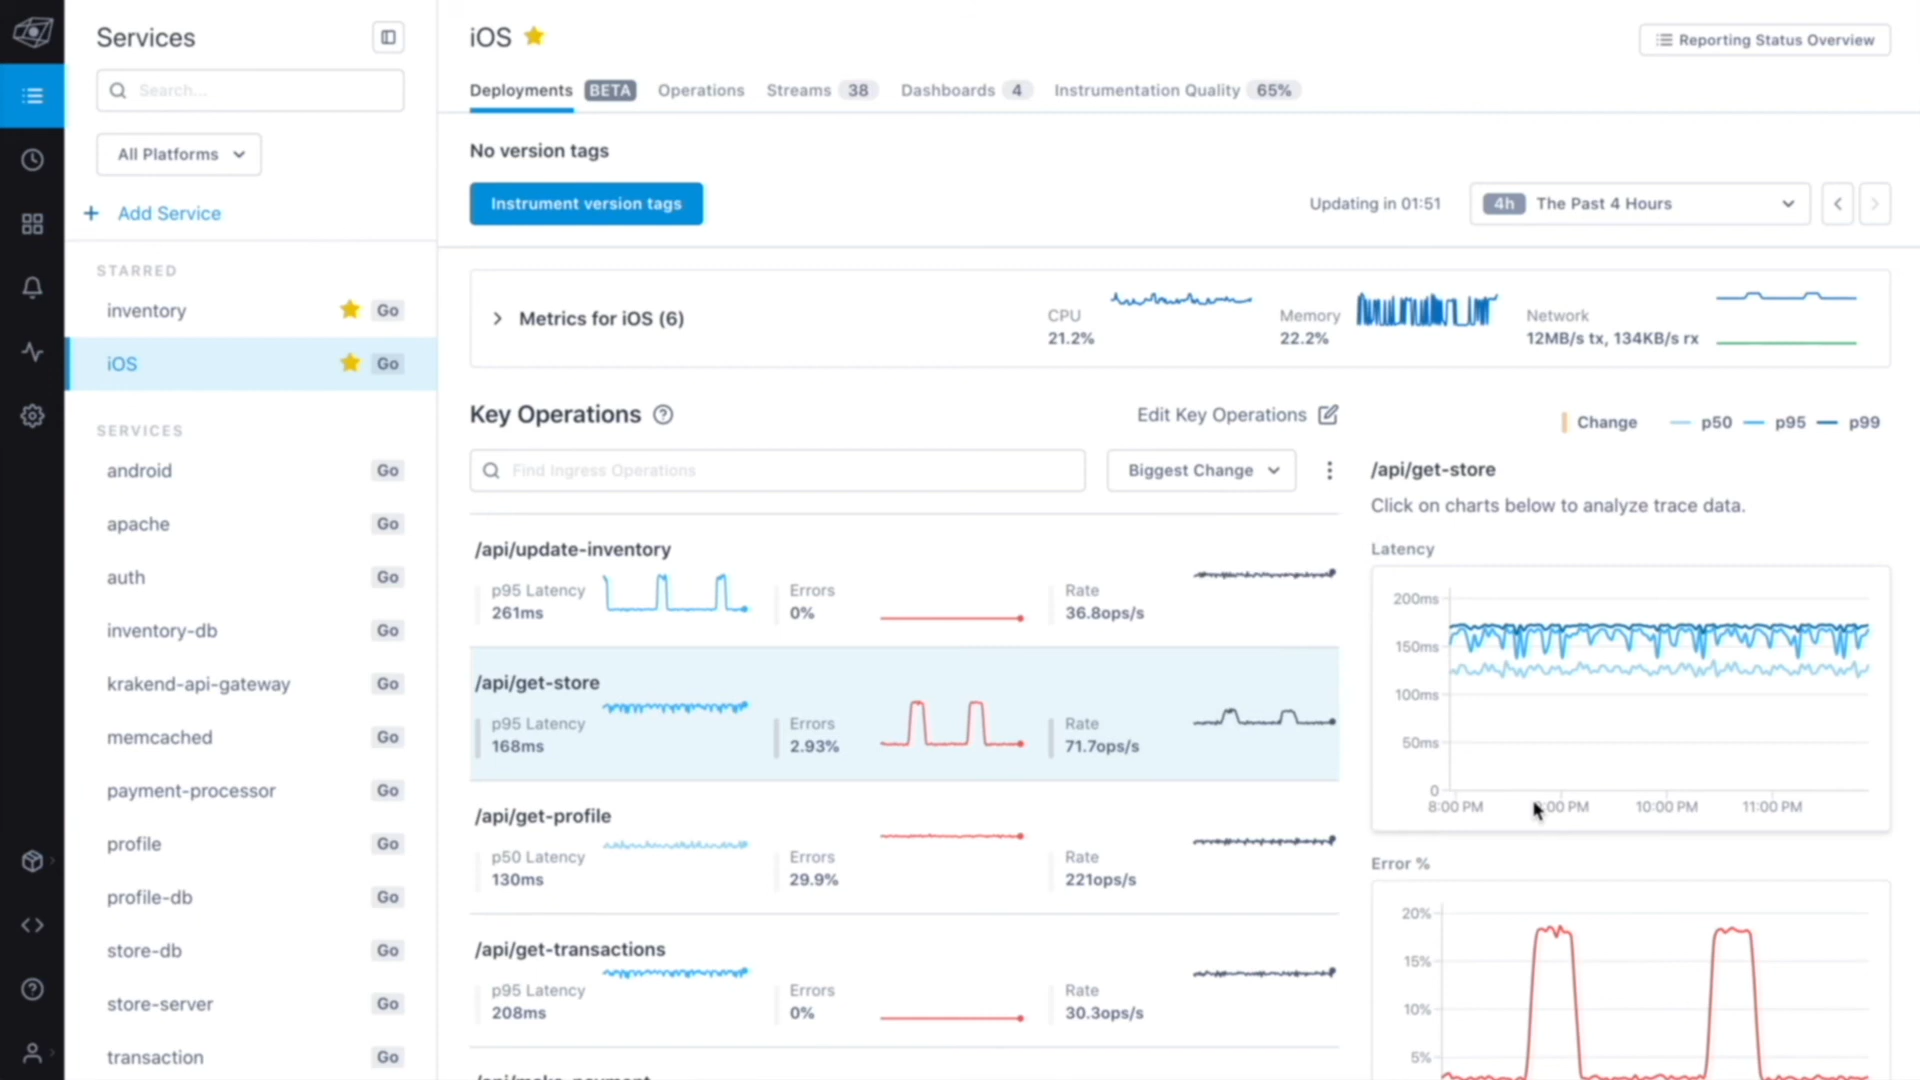 Services
Search...
All Platforms
+ Add Service
STARRED
inventory Go
iOS Go
SERVICES
android Go
apache Go
auth Go
inventory-db Go
krakend-api-gateway Go
memcached Go
payment-processor Go
profile Go
profile-db Go
store-db Go
store-server Go
transaction Go
iOS
Reporting Status Overview
Deployments BETA Operations Streams 38 Dashboards 4 Instrumentation Quality 65%
No version tags
Instrument version tags
Updating in 01:51
4h The Past 4 Hours
Metrics for iOS (6)
CPU
21.2%
Memory
22.2%
Network
12MB/s tx, 134KB/s rx
Key Operations
Edit Key Operations
Find Ingress Operations
Biggest Change
/api/update-inventory
p95 Latency
261ms
Errors
0%
Rate
36.8ops/s
/api/get-store
p95 Latency
168ms
Errors
2.93%
Rate
71.7ops/s
/api/get-profile
p50 Latency
130ms
Errors
29.9%
Rate
221ops/s
/api/get-transactions
p95 Latency
208ms
Errors
0%
Rate
30.3ops/s
Change p50 p95 p99
/api/get-store
Click on charts below to analyze trace data.
Latency
200ms
150ms
100ms
50ms
0
8:00 PM :00 PM 10:00 PM 11:00 PM
Error %
20%
15%
10%
5%